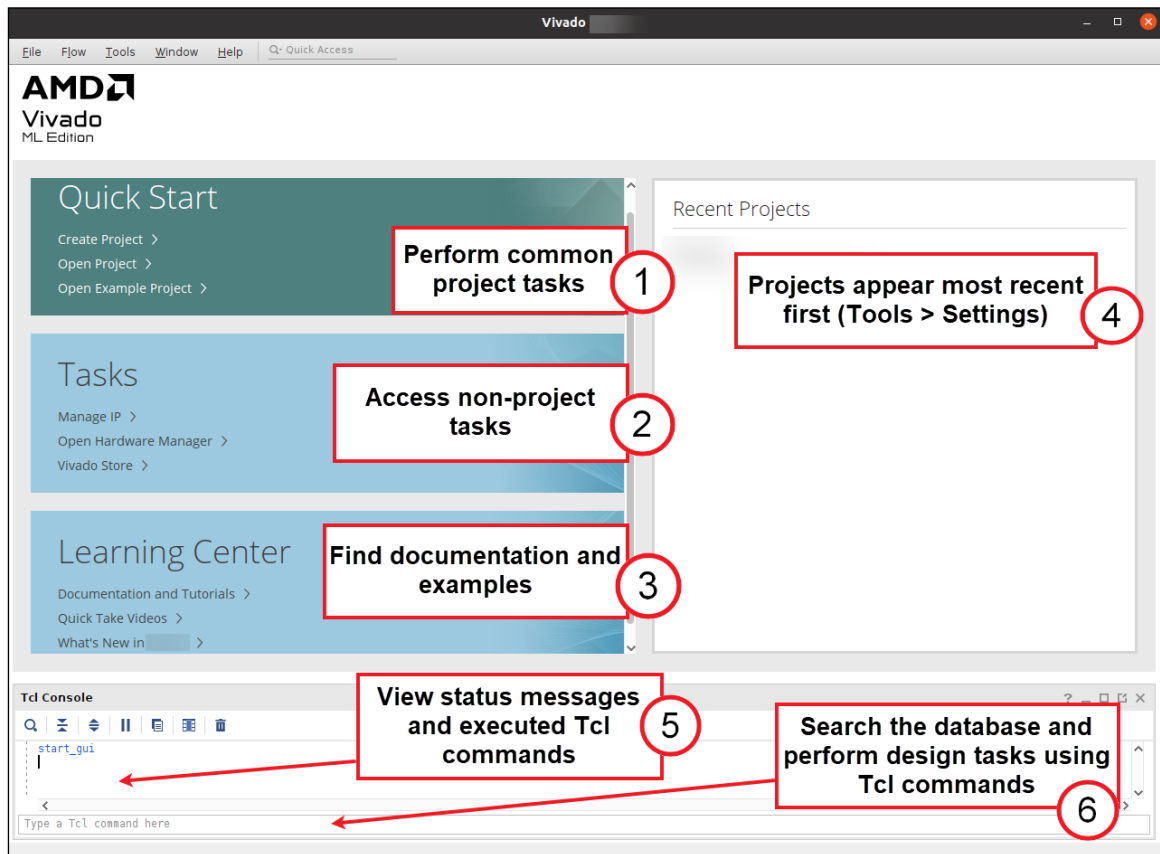 Vivado
File Flow Tools Window Help Quick Access
AMD
Vivado
ML Edition
Quick Start
Create Project >
Open Project >
Open Example Project >
Perform common
project tasks
1
Tasks
Manage IP >
Open Hardware Manager >
Vivado Store >
Access non-project
tasks
2
Learning Center
Documentation and Tutorials >
Quick Take Videos >
What's New in >
Find documentation and
examples
3
Recent Projects
Projects appear most recent
first (Tools > Settings)
4
Tcl Console
start_gui
Type a Tcl command here
View status messages
and executed Tcl
commands
5
Search the database and
perform design tasks using
Tcl commands
6